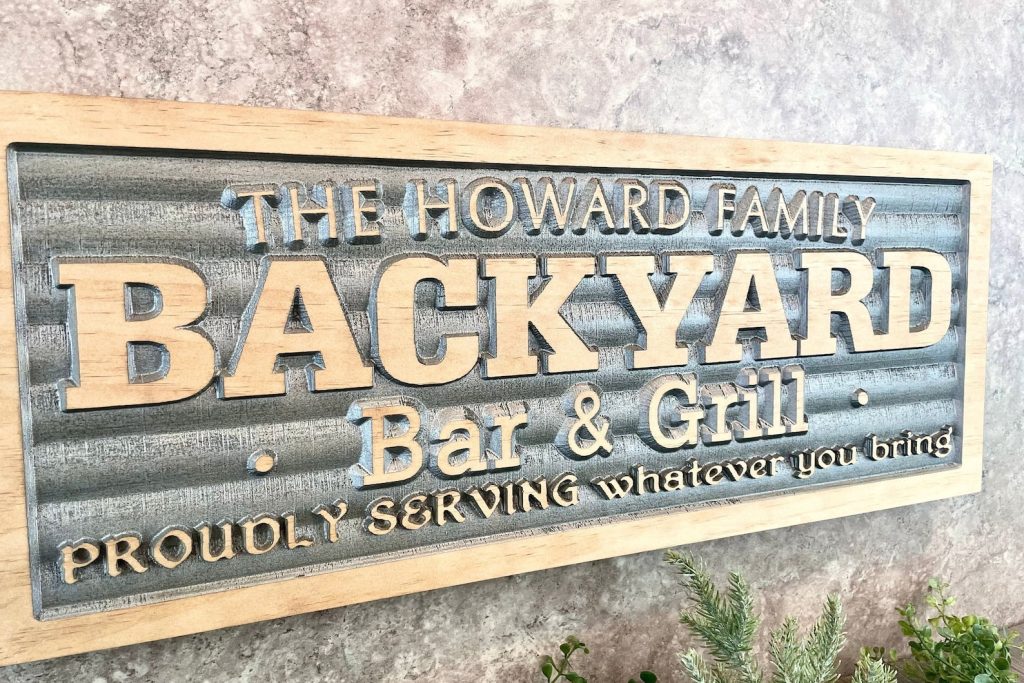 THE HOWARD FAMILY
BACKYARD
• Bar & Grill •
PROUDLY SERVING whatever you bring